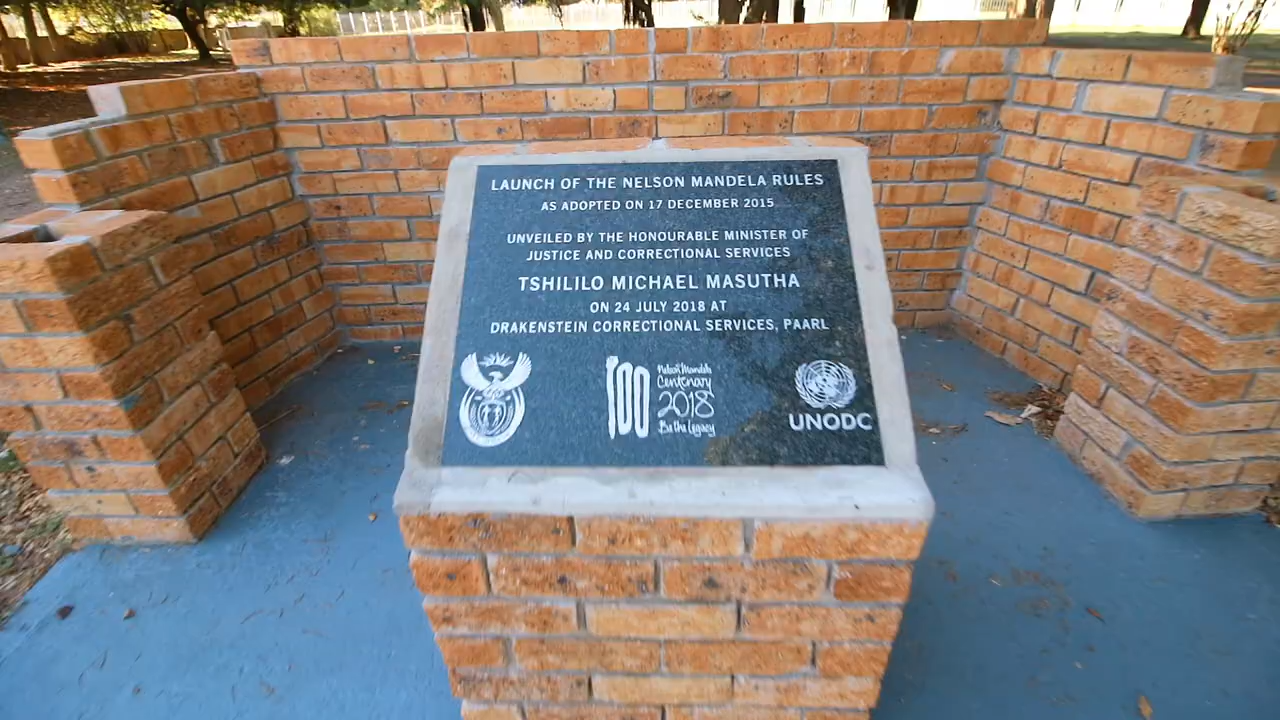 LAUNCH OF THE NELSON MANDELA RULES
AS ADOPTED ON 17 DECEMBER 2015
UNVEILED BY THE HONOURABLE MINISTER OF
JUSTICE AND CORRECTIONAL SERVICES
TSHILILO MICHAEL MASUTHA
ON 24 JULY 2018 AT
DRAKENSTEIN CORRECTIONAL SERVICES, PAARL
100
Nelson Mandela
Centenary
2018
Be the Legacy
UNODC